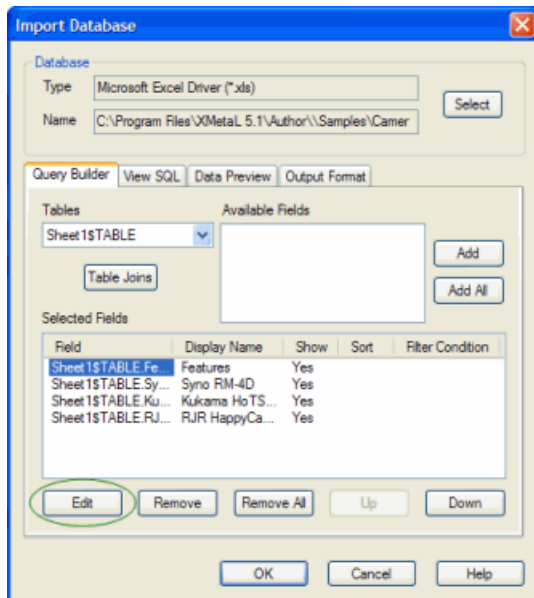 Import Database
Database
Type Microsoft Excel Driver (*.xls)
Select
Name C:\Program Files\XMetaL 5.1\Author\\Samples\Camer
Query Builder View SQL Data Preview Output Format
Tables Available Fields
Sheet1$TABLE
Add
Table Joins
Add All
Selected Fields
Field Display Name Show Sort Filter Condition
Sheet1$TABLE.Fe... Features Yes
Sheet1$TABLE.Sy... Syno RM-4D Yes
Sheet1$TABLE.Ku... Kukama HoTS... Yes
Sheet1$TABLE.RJ... RJR HappyCa... Yes
Edit Remove Remove All Up Down
OK Cancel Help